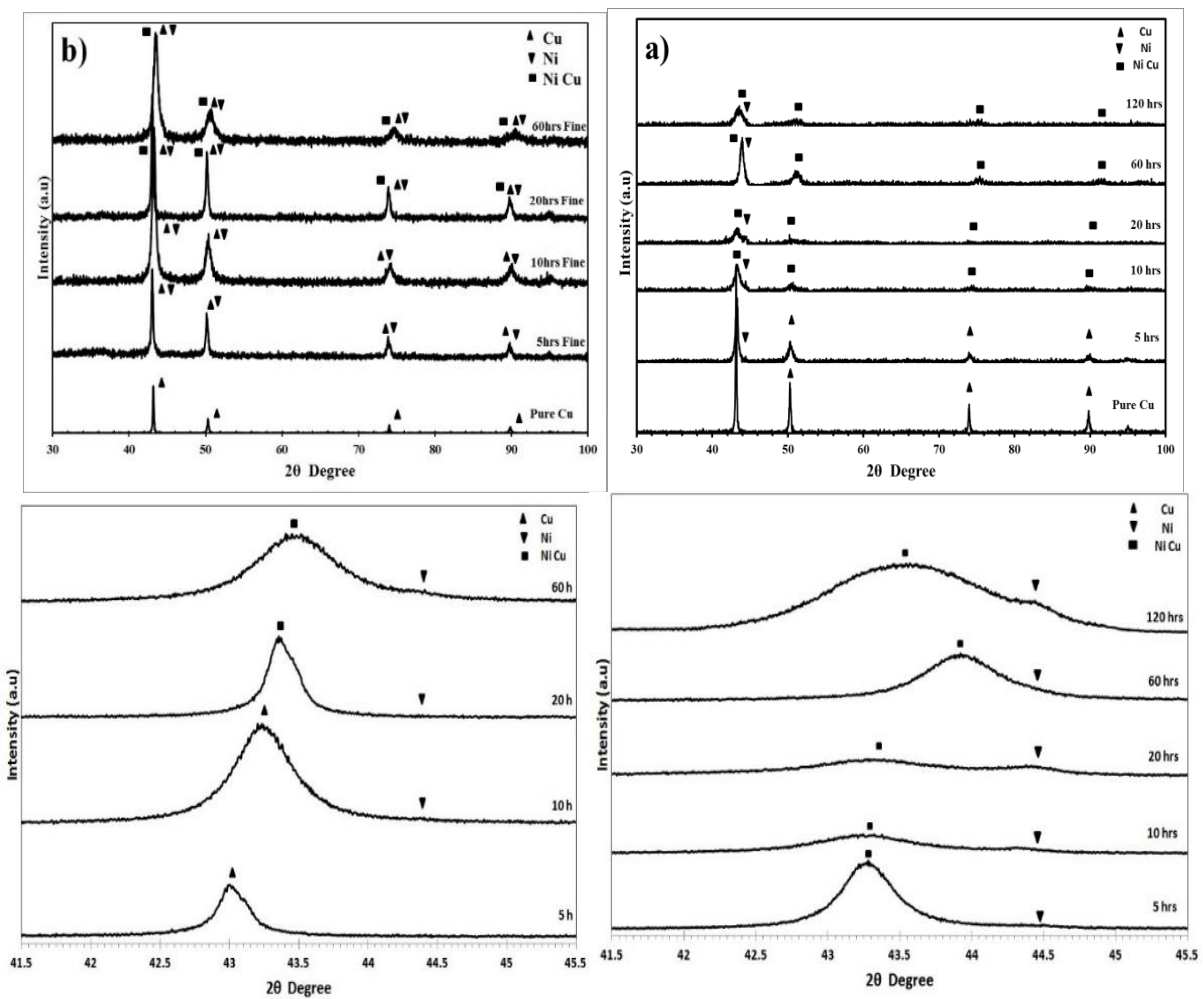 b)
Cu
Ni
Ni Cu
60hrs Fine
20hrs Fine
10hrs Fine
5hrs Fine
Pure Cu
Intensity (a.u)
30 40 50 60 70 80 90 100
2θ Degree
a)
Cu
Ni
Ni Cu
120 hrs
60 hrs
20 hrs
10 hrs
5 hrs
Pure Cu
Intensity (a.u)
30 40 50 60 70 80 90 100
2θ Degree
Cu
Ni
Ni Cu
60 h
20 h
10 h
5 h
Intensity (a.u)
41.5 42 42.5 43 43.5 44 44.5 45 45.5
2θ Degree
Cu
Ni
Ni Cu
120 hrs
60 hrs
20 hrs
10 hrs
5 hrs
Intensity (a.u)
41.5 42 42.5 43 43.5 44 44.5 45 45.5
2θ Degree